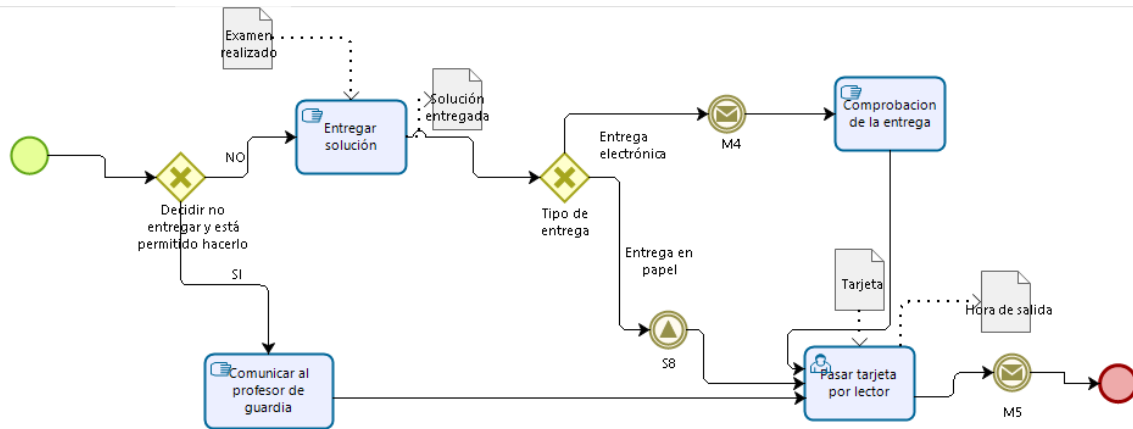 Examen
realizado
Solución
entregada
Entregar
solución
NO
Decidir no
entregar y está
permitido hacerlo
SI
Comunicar al
profesor de
guardia
Tipo de
entrega
Entrega
electrónica
M4
Comprobacion
de la entrega
Entrega en
papel
S8
Tarjeta
Hora de salida
Pasar tarjeta
por lector
M5